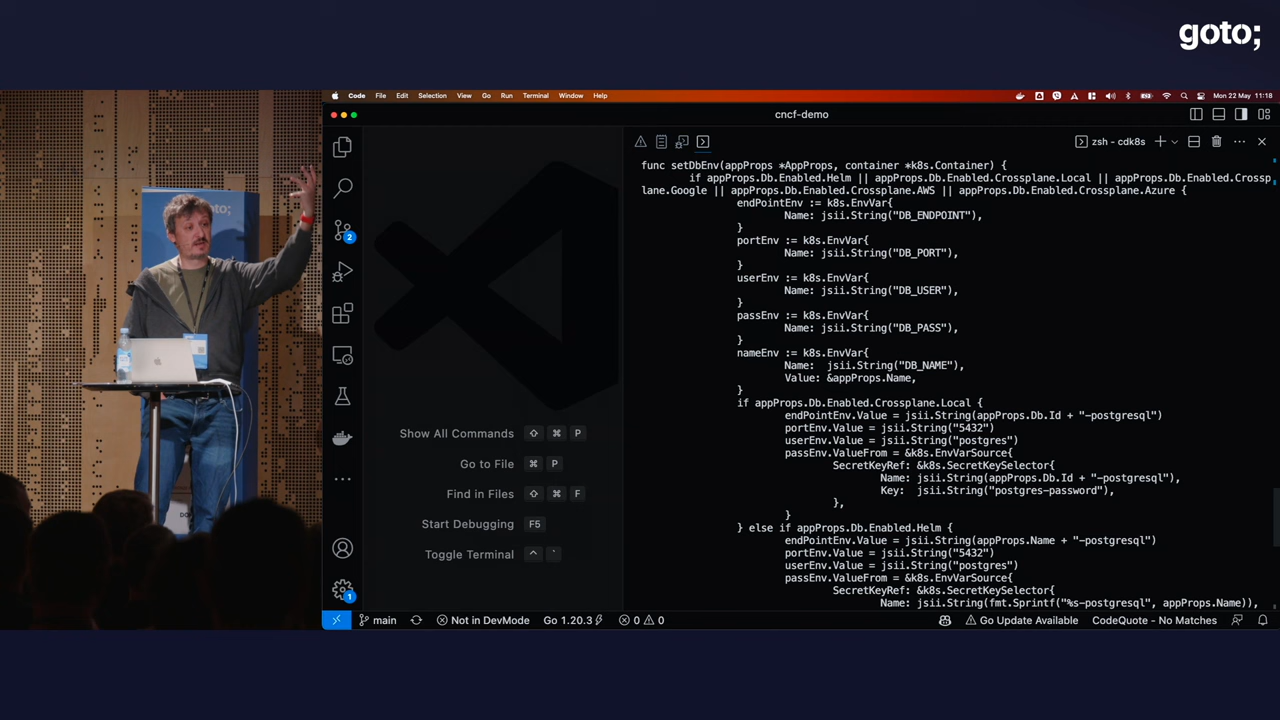 goto;
Code File Edit Selection View Go Run Terminal Window Help
Mon 22 May 11:18
cncf-demo
zsh - cdk8s
func setDbEnv(appProps *AppProps, container *k8s.Container) {
if appProps.Db.Enabled.Helm || appProps.Db.Enabled.Crossplane.Local || appProps.Db.Enabled.Crossp
lane.Google || appProps.Db.Enabled.Crossplane.AWS || appProps.Db.Enabled.Crossplane.Azure {
endPointEnv := k8s.EnvVar{
Name: jsii.String("DB_ENDPOINT"),
}
portEnv := k8s.EnvVar{
Name: jsii.String("DB_PORT"),
}
userEnv := k8s.EnvVar{
Name: jsii.String("DB_USER"),
}
passEnv := k8s.EnvVar{
Name: jsii.String("DB_PASS"),
}
nameEnv := k8s.EnvVar{
Name: jsii.String("DB_NAME"),
Value: &appProps.Name,
}
if appProps.Db.Enabled.Crossplane.Local {
endPointEnv.Value = jsii.String(appProps.Db.Id + "-postgresql")
portEnv.Value = jsii.String("5432")
userEnv.Value = jsii.String("postgres")
passEnv.ValueFrom = &k8s.EnvVarSource{
SecretKeyRef: &k8s.SecretKeySelector{
Name: jsii.String(appProps.Db.Id + "-postgresql"),
Key: jsii.String("postgres-password"),
},
}
} else if appProps.Db.Enabled.Helm {
endPointEnv.Value = jsii.String(appProps.Name + "-postgresql")
portEnv.Value = jsii.String("5432")
userEnv.Value = jsii.String("postgres")
passEnv.ValueFrom = &k8s.EnvVarSource{
SecretKeyRef: &k8s.SecretKeySelector{
Name: jsii.String(fmt.Sprintf("%s-postgresql", appProps.Name)),
2
1
Show All Commands ⇧ ⌘ P
Go to File ⌘ P
Find in Files ⇧ ⌘ F
Start Debugging F5
Toggle Terminal ^ `
main
Not in DevMode
Go 1.20.3
0 0
Go Update Available
CodeQuote - No Matches
goto;